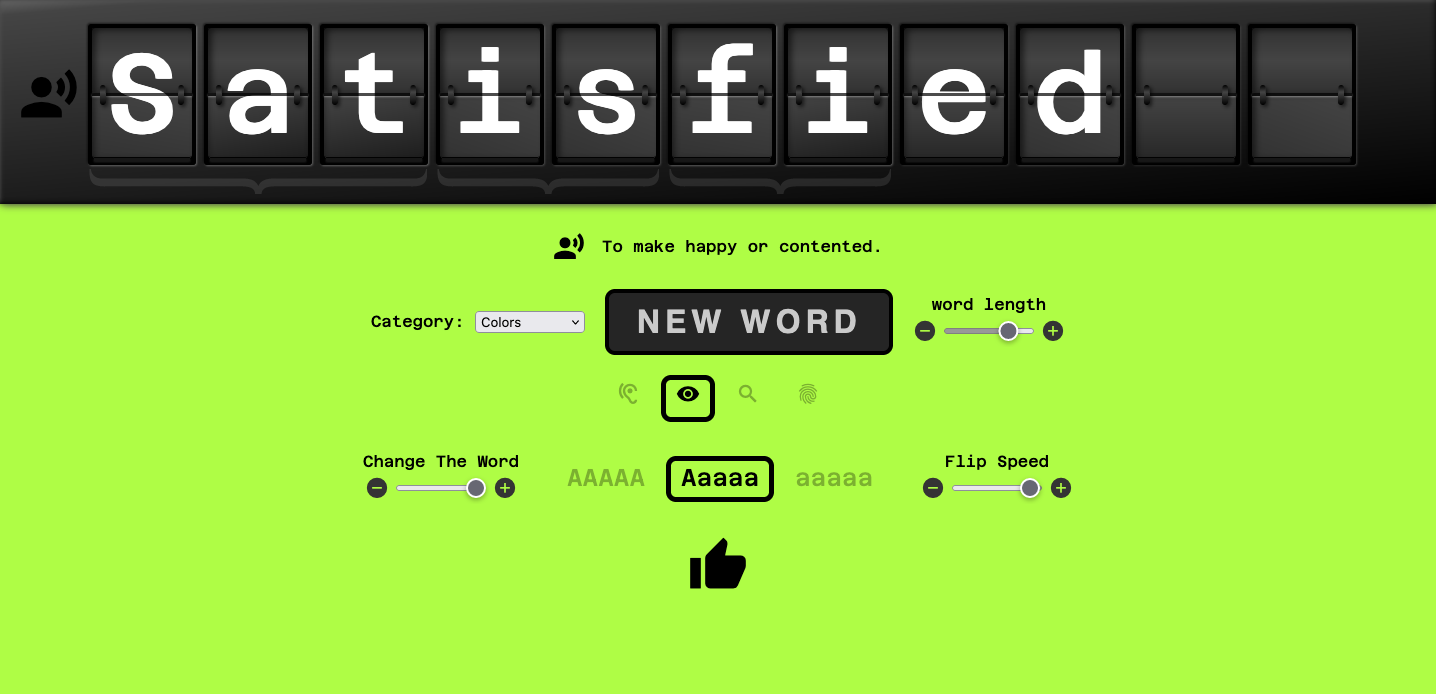 Satisfied
To make happy or contented.
Category: Colors
NEW WORD
word length
Change The Word
AAAAA Aaaaa aaaaa
Flip Speed